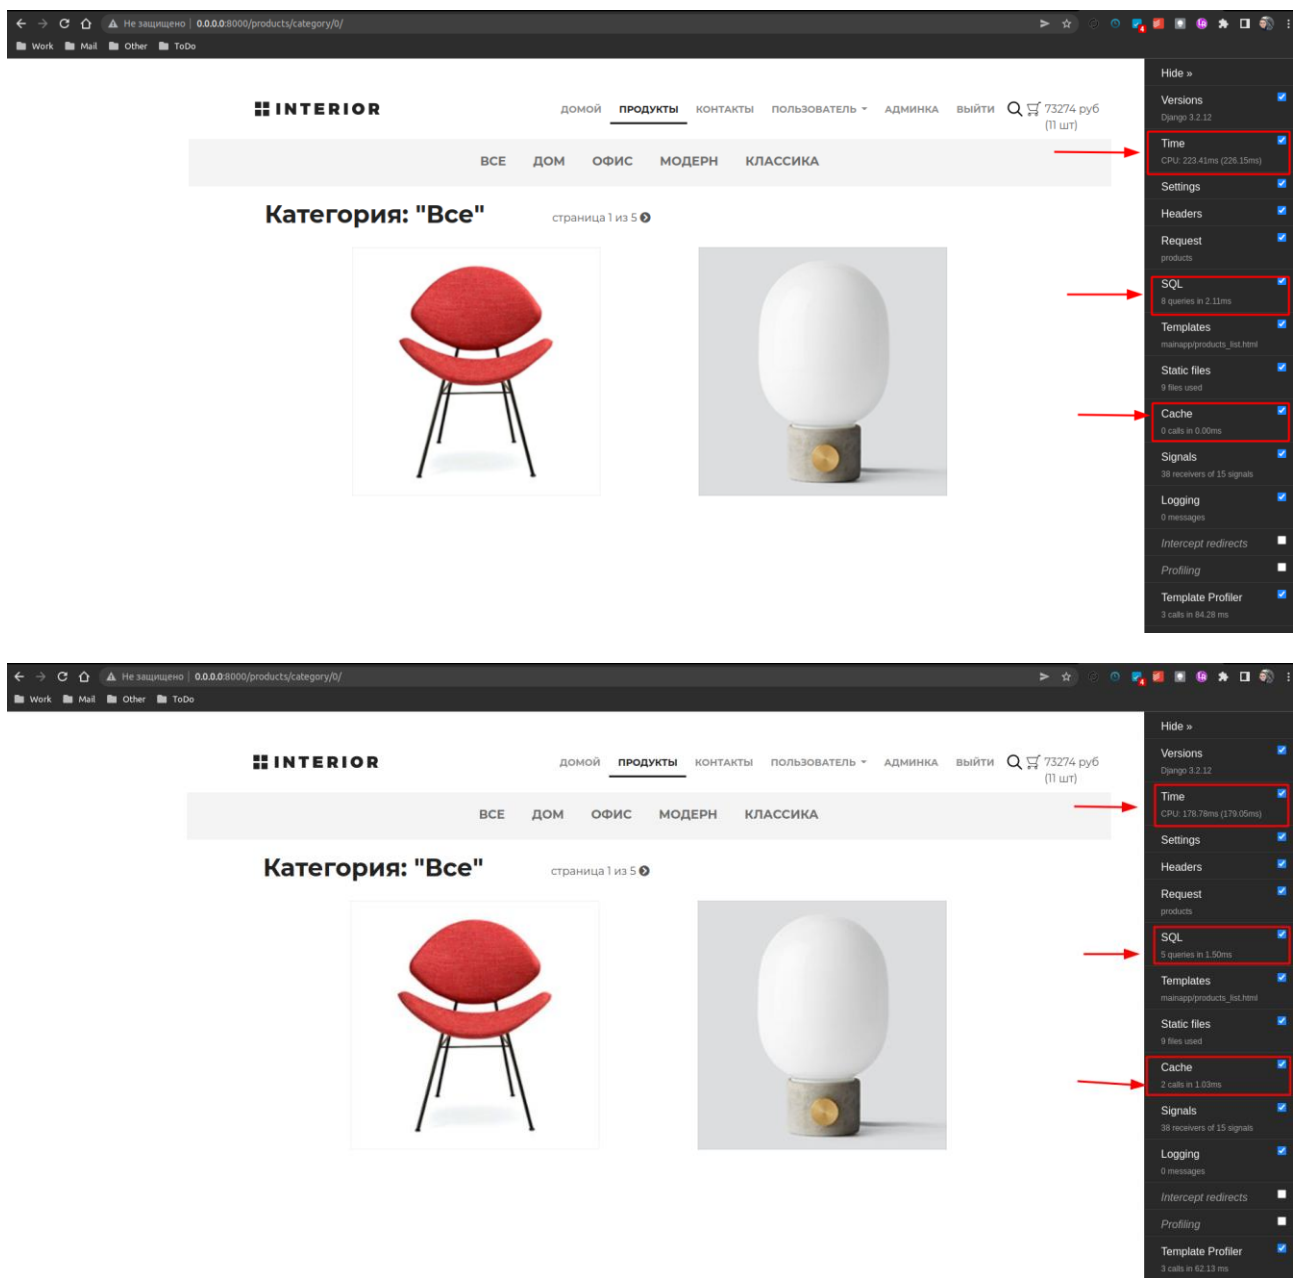 Не защищено | 0.0.0.0:8000/products/category/0/
4
Work Mail Other ToDo
INTERIOR
ДОМОЙ ПРОДУКТЫ КОНТАКТЫ ПОЛЬЗОВАТЕЛЬ АДМИНКА ВЫЙТИ 73274 руб
(11 шт)
ВСЕ ДОМ ОФИС МОДЕРН КЛАССИКА
Категория: "Все" страница 1 из 5
Hide »
Versions
Django 3.2.12
Time
CPU: 223.41ms (226.15ms)
Settings
Headers
Request
products
SQL
8 queries in 2.11ms
Templates
mainapp/products_list.html
Static files
9 files used
Cache
0 calls in 0.00ms
Signals
38 receivers of 15 signals
Logging
0 messages
Intercept redirects
Profiling
Template Profiler
3 calls in 84.28 ms
Не защищено | 0.0.0.0:8000/products/category/0/
4
Work Mail Other ToDo
INTERIOR
ДОМОЙ ПРОДУКТЫ КОНТАКТЫ ПОЛЬЗОВАТЕЛЬ АДМИНКА ВЫЙТИ 73274 руб
(11 шт)
ВСЕ ДОМ ОФИС МОДЕРН КЛАССИКА
Категория: "Все" страница 1 из 5
Hide »
Versions
Django 3.2.12
Time
CPU: 178.78ms (179.05ms)
Settings
Headers
Request
products
SQL
5 queries in 1.50ms
Templates
mainapp/products_list.html
Static files
9 files used
Cache
2 calls in 1.03ms
Signals
38 receivers of 15 signals
Logging
0 messages
Intercept redirects
Profiling
Template Profiler
3 calls in 62.13 ms